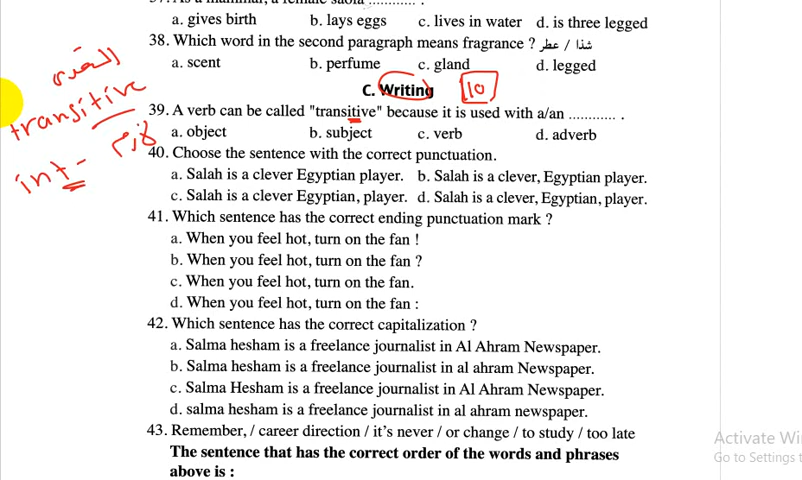 a. gives birth b. lays eggs c. lives in water d. is three legged
38. Which word in the second paragraph means fragrance ? شذا / عطر
a. scent b. perfume c. gland d. legged
C. Writing 10
39. A verb can be called "transitive" because it is used with a/an ............ .
a. object b. subject c. verb d. adverb
transitive
لازم
int-
40. Choose the sentence with the correct punctuation.
a. Salah is a clever Egyptian player. b. Salah is a clever, Egyptian player.
c. Salah is a clever Egyptian, player. d. Salah is a clever, Egyptian, player.
41. Which sentence has the correct ending punctuation mark ?
a. When you feel hot, turn on the fan !
b. When you feel hot, turn on the fan ?
c. When you feel hot, turn on the fan.
d. When you feel hot, turn on the fan :
42. Which sentence has the correct capitalization ?
a. Salma hesham is a freelance journalist in Al Ahram Newspaper.
b. Salma hesham is a freelance journalist in al ahram Newspaper.
c. Salma Hesham is a freelance journalist in Al Ahram Newspaper.
d. salma hesham is a freelance journalist in al ahram newspaper.
43. Remember, / career direction / it's never / or change / to study / too late
The sentence that has the correct order of the words and phrases
above is :
Activate Wi
Go to Settings t